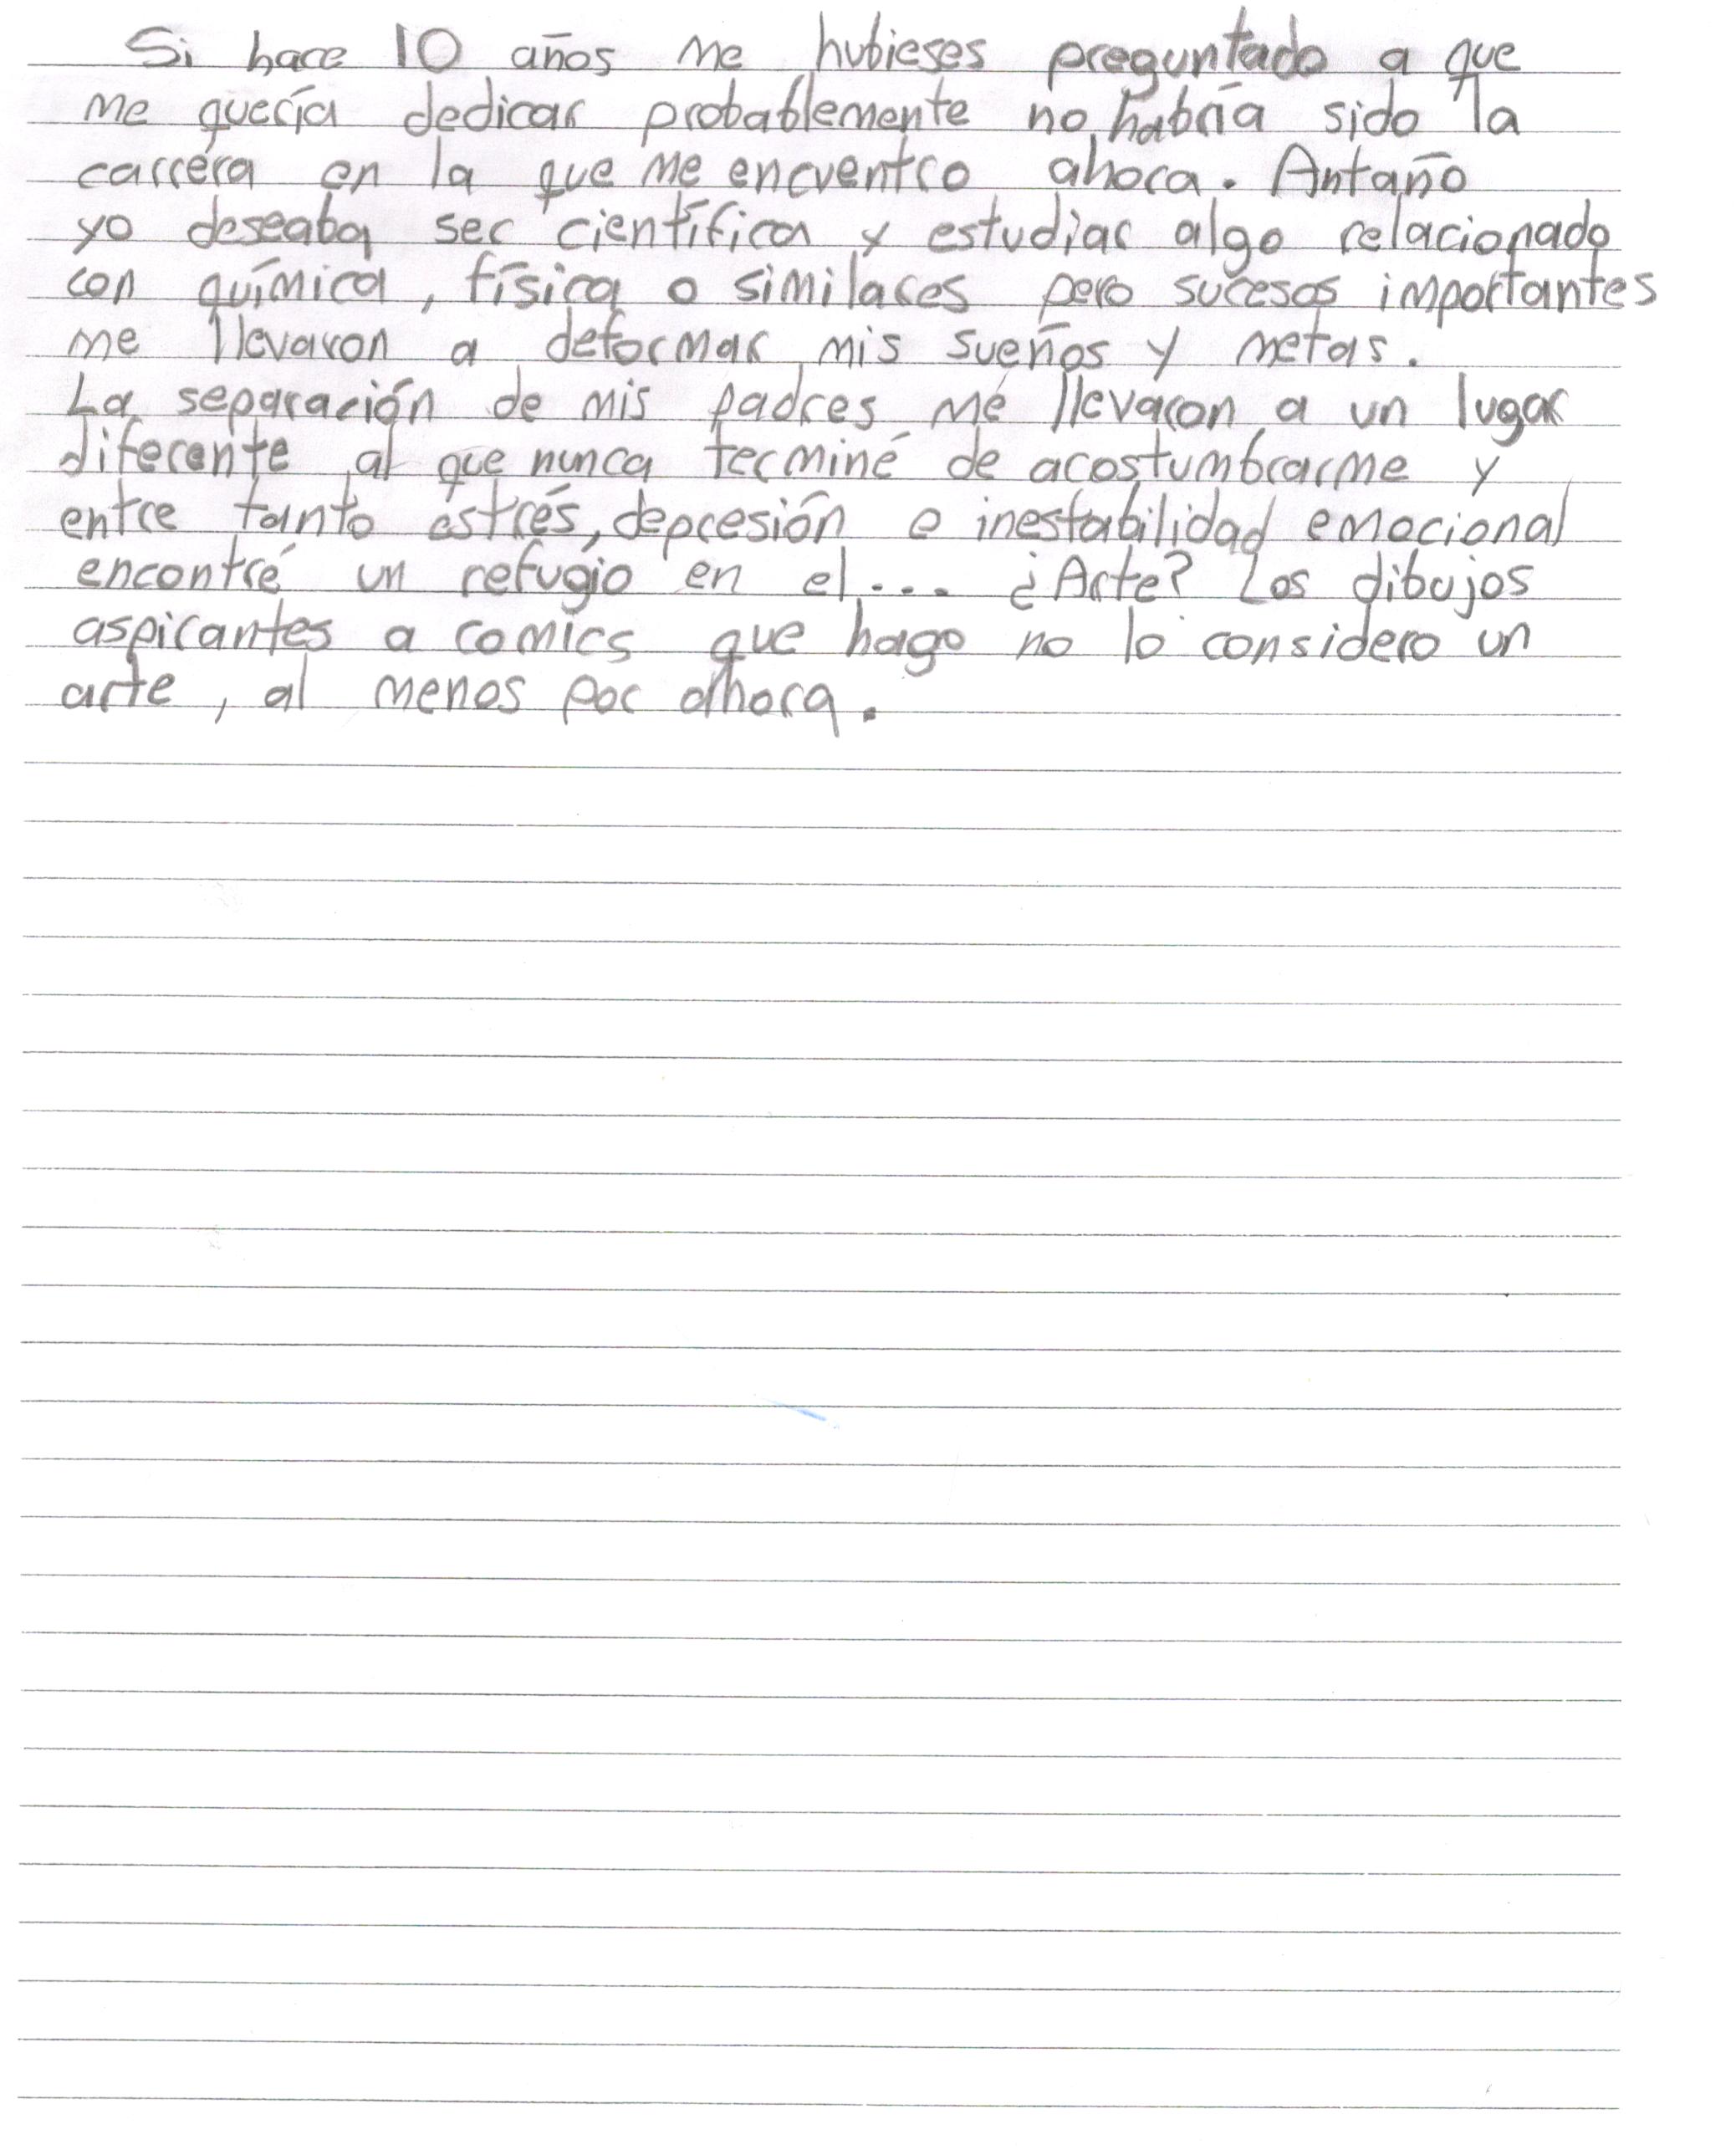 Si hace 10 años me hubieses preguntado a que
me quería dedicar probablemente no habría sido la
carrera en la que me encuentro ahora. Antaño
yo deseaba ser científica y estudiar algo relacionado
con química, física o similares pero sucesos importantes
me llevaron a deformar mis sueños y metas.
La separación de mis padres me llevaron a un lugar
diferente al que nunca terminé de acostumbrarme y
entre tanto estrés, depresión e inestabilidad emocional
encontré un refugio en el... ¿Arte? Los dibujos
aspirantes a comics que hago no lo considero un
arte, al menos por ahora.